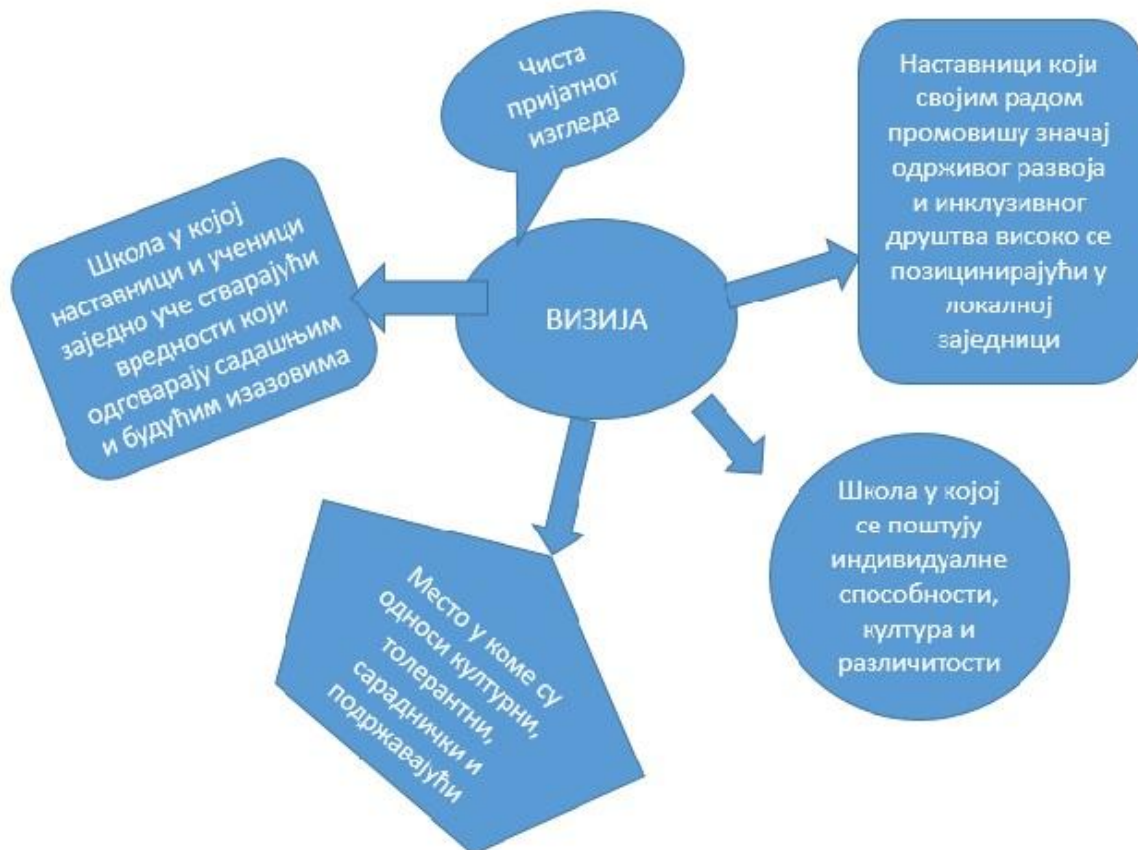 Чиста
пријатног
изгледа
Наставници који
својим радом
промовишу значај
одрживог развоја
и инклузивног
друштва високо се
позицинирајући у
локалној
заједници
Школа у којој
наставници и ученици
заједно уче стварајући
вредности који
одговарају садашњим
и будућим изазовима
ВИЗИЈА
Школа у којој
се поштују
индивидуалне
способности,
култура и
различитости
Место у коме су
односи културни,
толерантни,
сараднички и
подржавајући